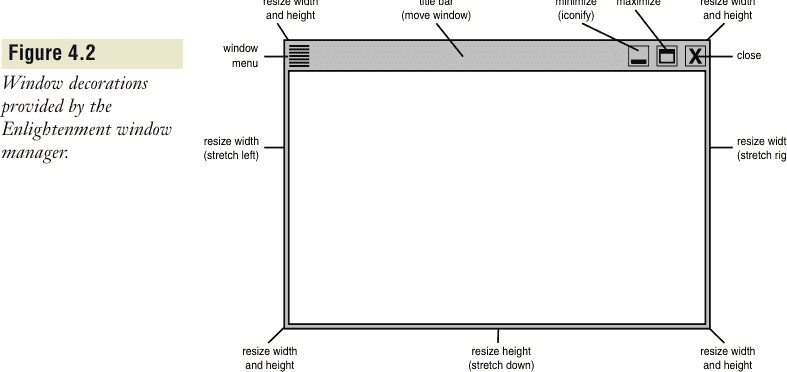 Figure 4.2
Window decorations
provided by the
Enlightenment window
manager.
resize width
and height
title bar
(move window)
minimize
(iconify)
maximize
resize width
and height
window
menu
close
resize width
(stretch left)
resize widt
(stretch rig
resize width
and height
resize height
(stretch down)
resize width
and height